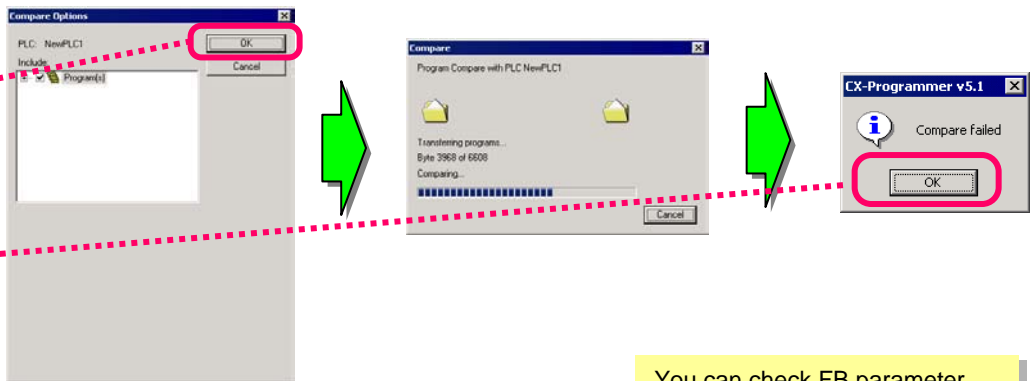 Compare Options
PLC: NewPLC1
OK
Include:
Cancel
Program[s]
Compare
Program Compare with PLC NewPLC1
Transferring programs...
Byte 3968 of 6608
Comparing...
Cancel
CX-Programmer v5.1
Compare failed
OK
You can check FB parameter